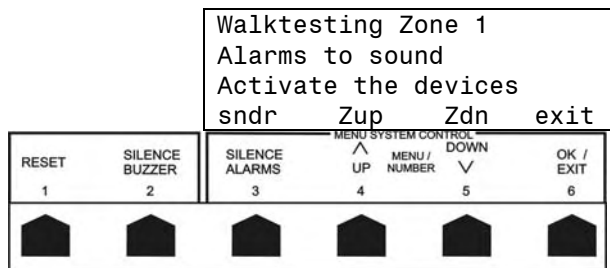 Walktesting Zone 1
Alarms to sound
Activate the devices
sndr Zup Zdn exit
MENU SYSTEM CONTROL
RESET SILENCE BUZZER SILENCE ALARMS UP MENU / NUMBER DOWN OK / EXIT
1 2 3 4 5 6